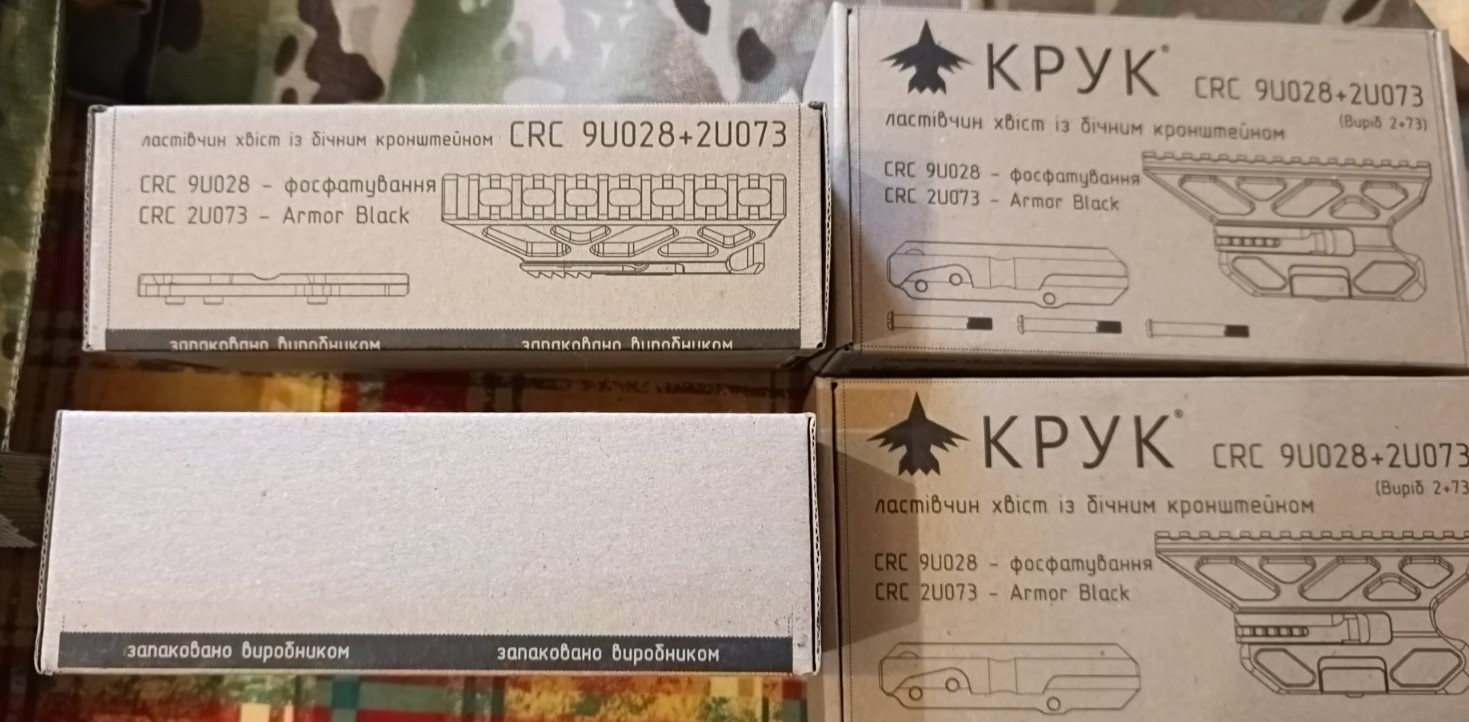 ластівчин хвіст із бічним кронштейном CRC 9U028+2U073
CRC 9U028 - фосфатування
CRC 2U073 - Armor Black
запаковано виробником запаковано виробником
КРУК® CRC 9U028+2U073
(Виріб 2+73)
ластівчин хвіст із бічним кронштейном
CRC 9U028 - фосфатування
CRC 2U073 - Armor Black
запаковано виробником запаковано виробником
КРУК® CRC 9U028+2U073
(Виріб 2+73
ластівчин хвіст із бічним кронштейном
CRC 9U028 - фосфатування
CRC 2U073 - Armor Black